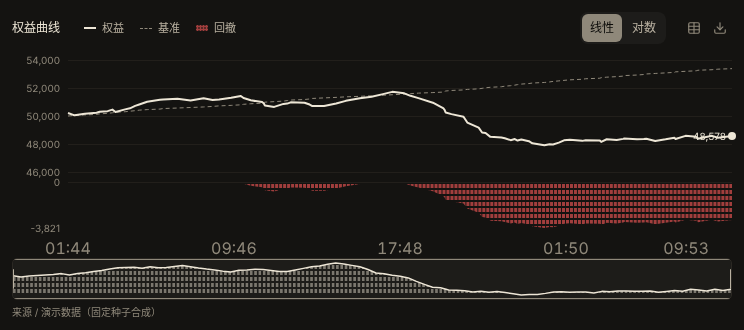 权益曲线 权益 基准 回撤 线性 对数
54,000
52,000
50,000
48,000
48,578
46,000
0
-3,821
01:44 09:46 17:48 01:50 09:53
来源 / 演示数据（固定种子合成）